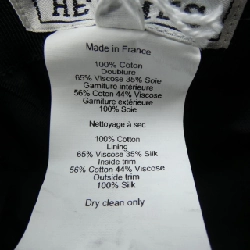 Made in France
100% Cotton
Doublure
65% Viscose 35% Soie
Garniture intérieure
56% Coton 44% Viscose
Garniture extérieure
100% Soie
Nettoyage à sec
100% Cotton
Lining
65% Viscose 35% Silk
Inside trim
56% Cotton 44% Viscose
Outside trim
100% Silk
Dry clean only